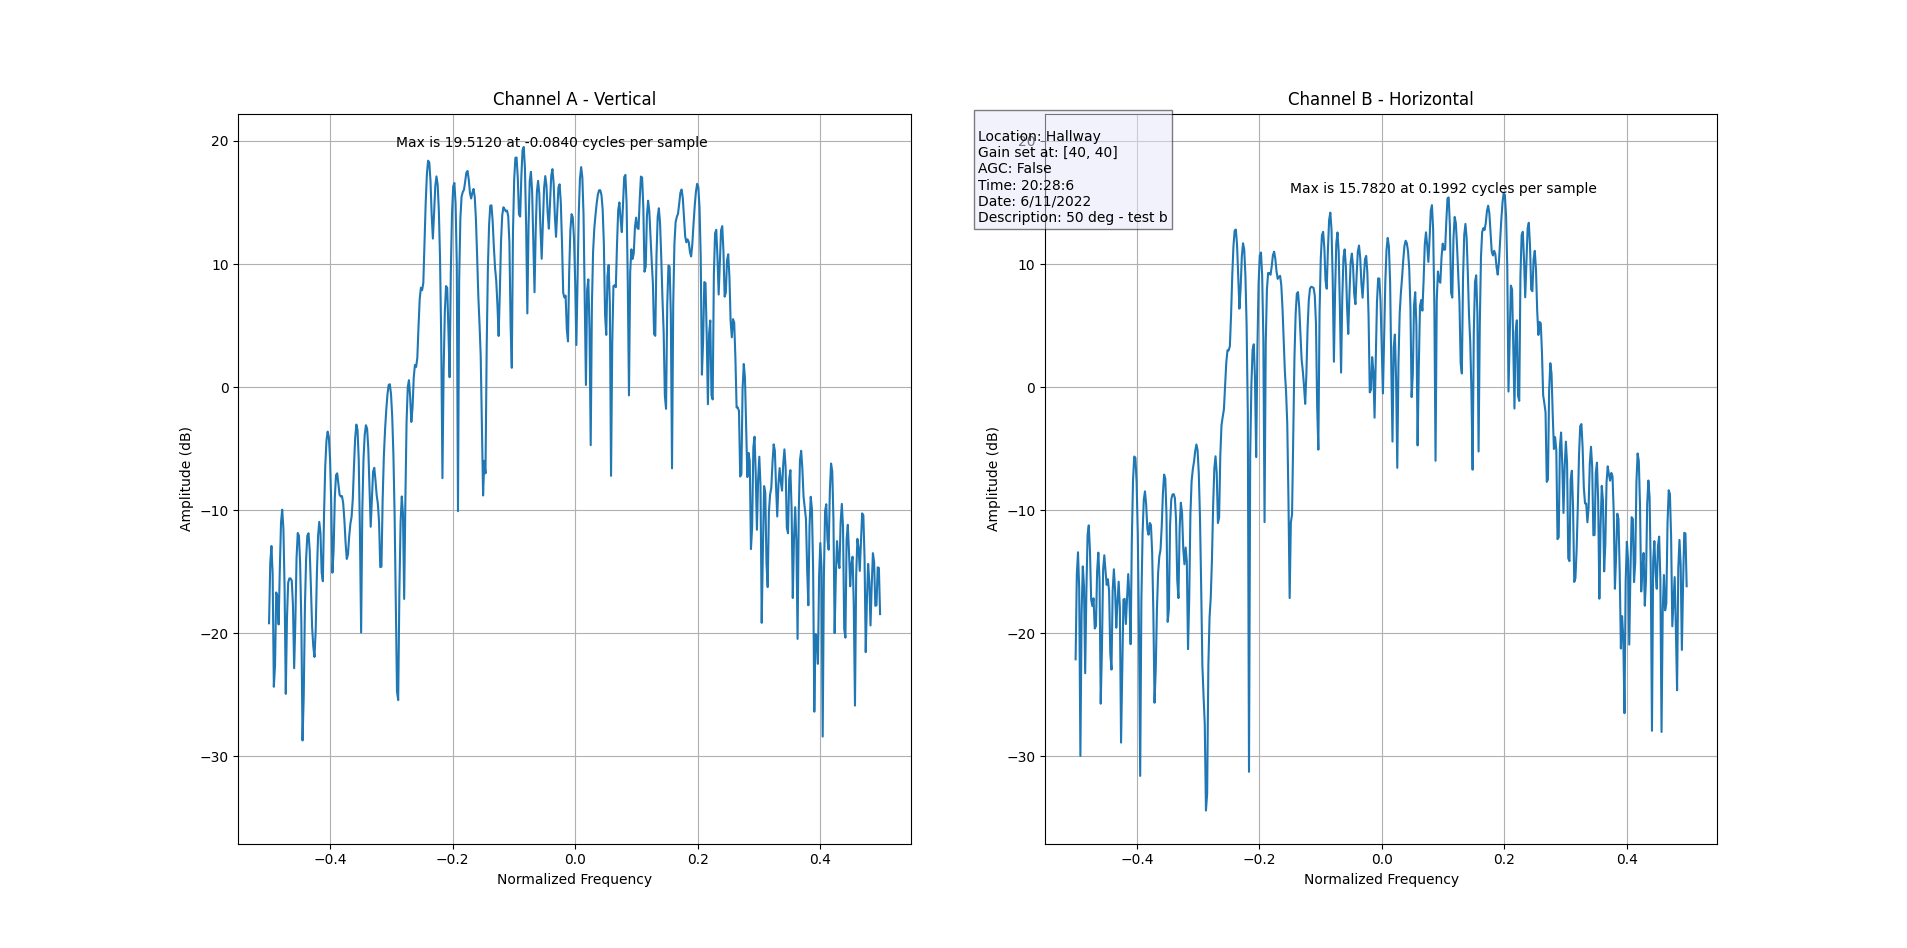 Channel A - Vertical
Max is 19.5120 at -0.0840 cycles per sample
20
10
0
−10
−20
−30
Amplitude (dB)
−0.4 −0.2 0.0 0.2 0.4
Normalized Frequency
Channel B - Horizontal
Location: Hallway
Gain set at: [40, 40]
AGC: False
Time: 20:28:6
Date: 6/11/2022
Description: 50 deg - test b
Max is 15.7820 at 0.1992 cycles per sample
20
10
0
−10
−20
−30
Amplitude (dB)
−0.4 −0.2 0.0 0.2 0.4
Normalized Frequency